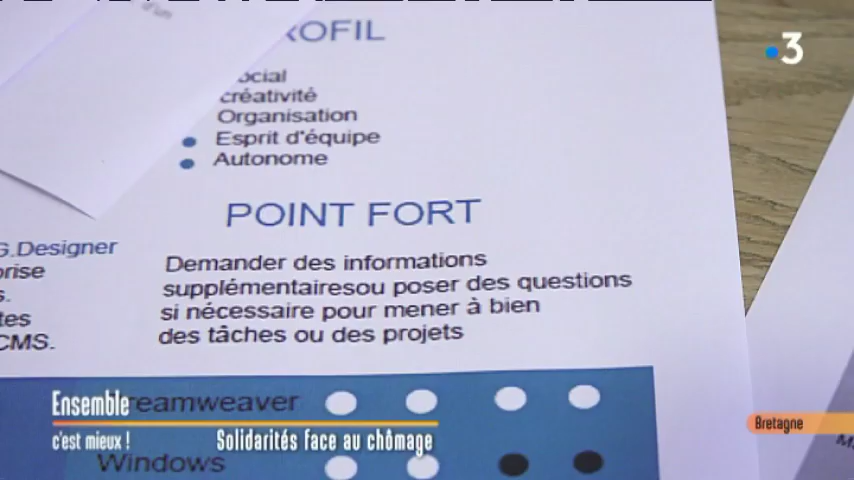 d'un
ROFIL
3
ocial
créativité
Organisation
Esprit d'équipe
Autonome
POINT FORT
G.Designer
Demander des informations
prise
supplémentairesou poser des questions
s.
si nécessaire pour mener à bien
tes
des tâches ou des projets
CMS.
Ensemble
reamweaver
c'est mieux !
Solidarités face au chômage
Bretagne
Windows